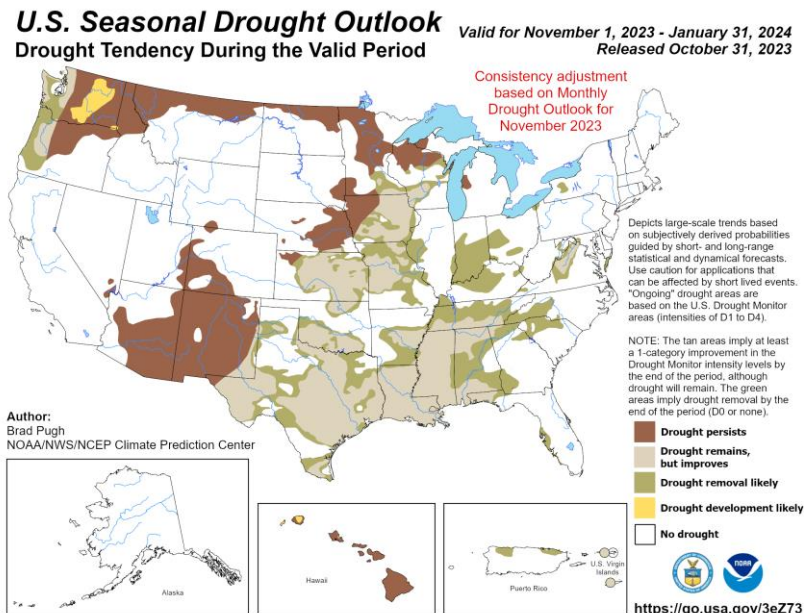 U.S. Seasonal Drought Outlook
Drought Tendency During the Valid Period
Valid for November 1, 2023 - January 31, 2024
Released October 31, 2023
Consistency adjustment
based on Monthly
Drought Outlook for
November 2023
Depicts large-scale trends based
on subjectively derived probabilities
guided by short- and long-range
statistical and dynamical forecasts.
Use caution for applications that
can be affected by short lived events.
"Ongoing" drought areas are
based on the U.S. Drought Monitor
areas (intensities of D1 to D4).
NOTE: The tan areas imply at least
a 1-category improvement in the
Drought Monitor intensity levels by
the end of the period, although
drought will remain. The green
areas imply drought removal by the
end of the period (D0 or none).
Author:
Brad Pugh
NOAA/NWS/NCEP Climate Prediction Center
Drought persists
Drought remains,
but improves
Drought removal likely
Drought development likely
No drought
Alaska
Hawaii
Puerto Rico
U.S. Virgin
Islands
NOAA
https://go.usa.gov/3eZ73